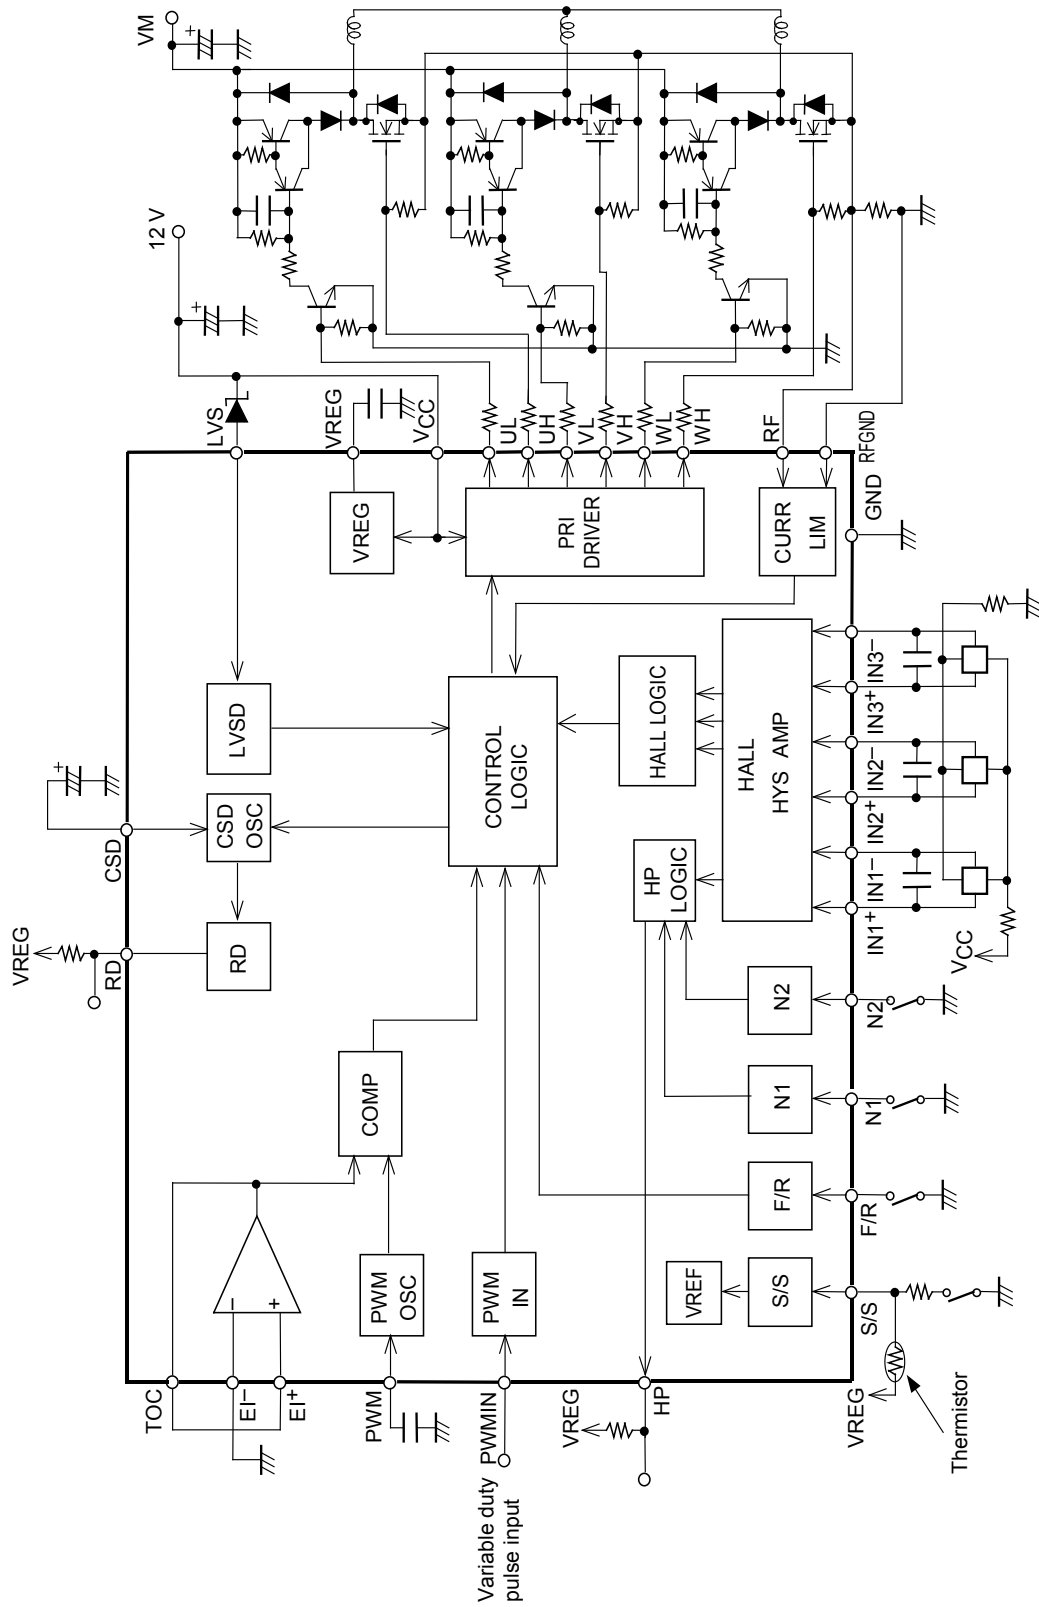 VM
12 V
LVS
VREG
VCC
UL
UH
VL
VH
WL
WH
RF
RFGND
GND
VREG
PRI
DRIVER
CURR
LIM
LVSD
CSD
OSC
CONTROL
LOGIC
HALL LOGIC
HALL
HYS AMP
IN3−
IN3+
IN2−
IN2+
IN1−
IN1+
VCC
CSD
VREG
RD
RD
HP
LOGIC
N2
N2
COMP
N1
N1
F/R
F/R
PWM
OSC
PWM
IN
VREF
S/S
S/S
−
+
TOC
EI−
EI+
PWM
PWMIN
VREG
HP
VREG
Thermistor
Variable duty
pulse input
+
+
+